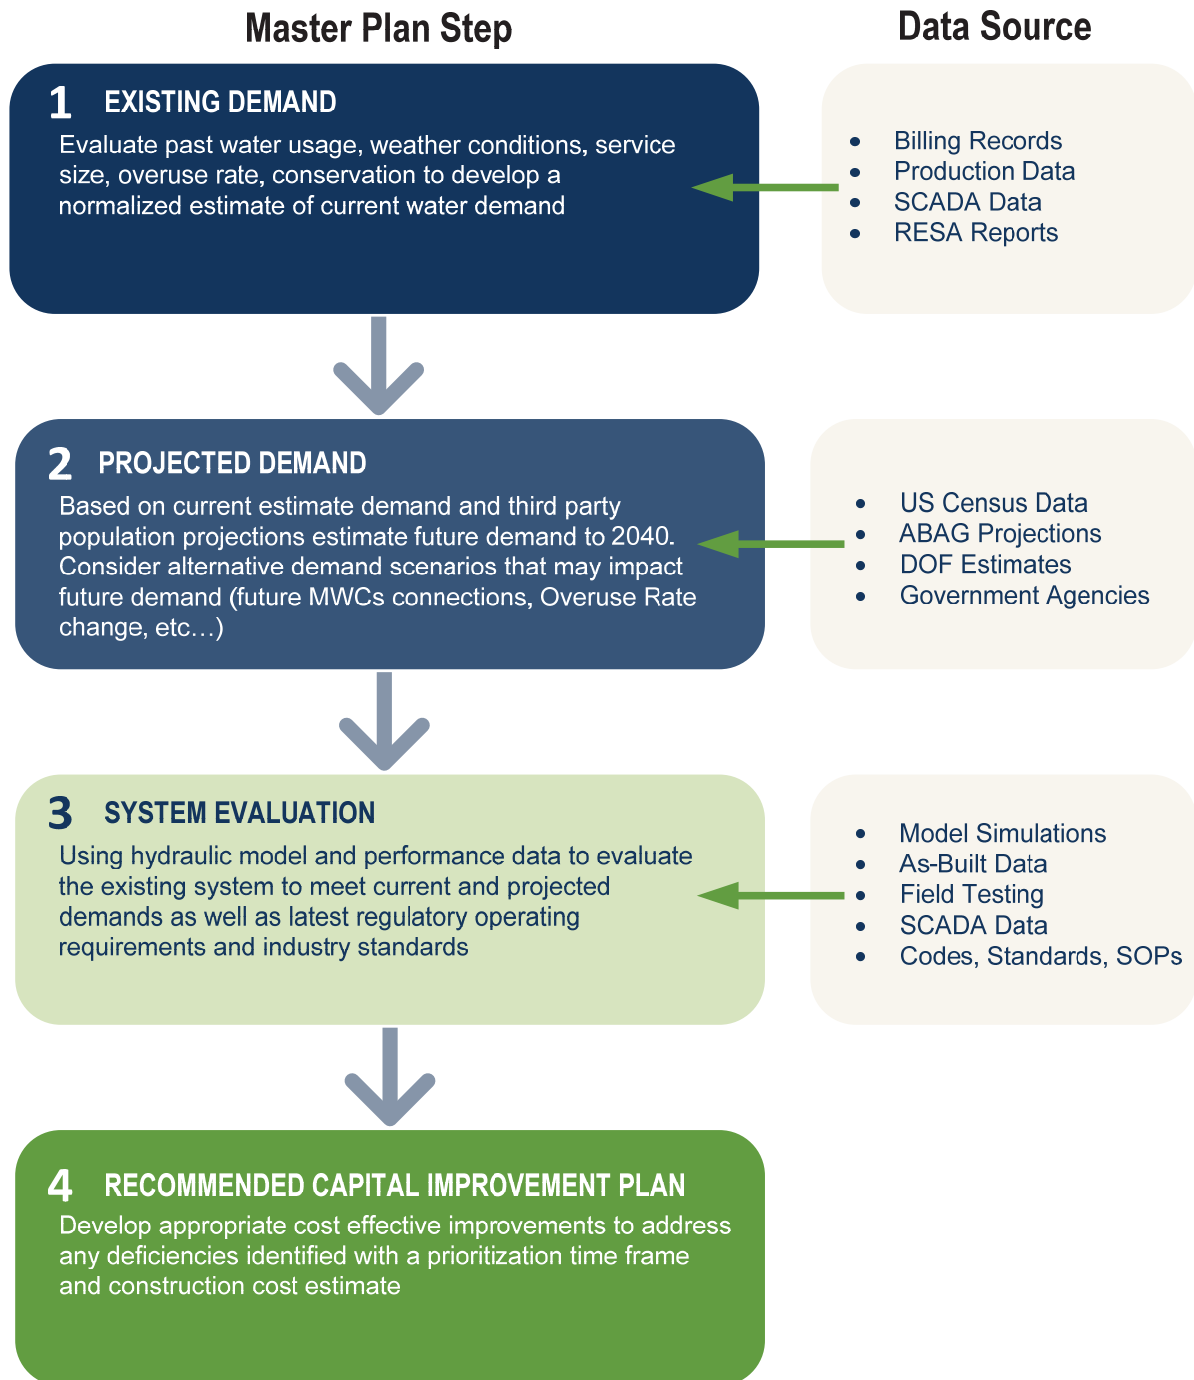 Master Plan Step
Data Source
1 EXISTING DEMAND
Evaluate past water usage, weather conditions, service
size, overuse rate, conservation to develop a
normalized estimate of current water demand
• Billing Records
• Production Data
• SCADA Data
• RESA Reports
2 PROJECTED DEMAND
Based on current estimate demand and third party
population projections estimate future demand to 2040.
Consider alternative demand scenarios that may impact
future demand (future MWCs connections, Overuse Rate
change, etc…)
• US Census Data
• ABAG Projections
• DOF Estimates
• Government Agencies
3 SYSTEM EVALUATION
Using hydraulic model and performance data to evaluate
the existing system to meet current and projected
demands as well as latest regulatory operating
requirements and industry standards
• Model Simulations
• As-Built Data
• Field Testing
• SCADA Data
• Codes, Standards, SOPs
4 RECOMMENDED CAPITAL IMPROVEMENT PLAN
Develop appropriate cost effective improvements to address
any deficiencies identified with a prioritization time frame
and construction cost estimate